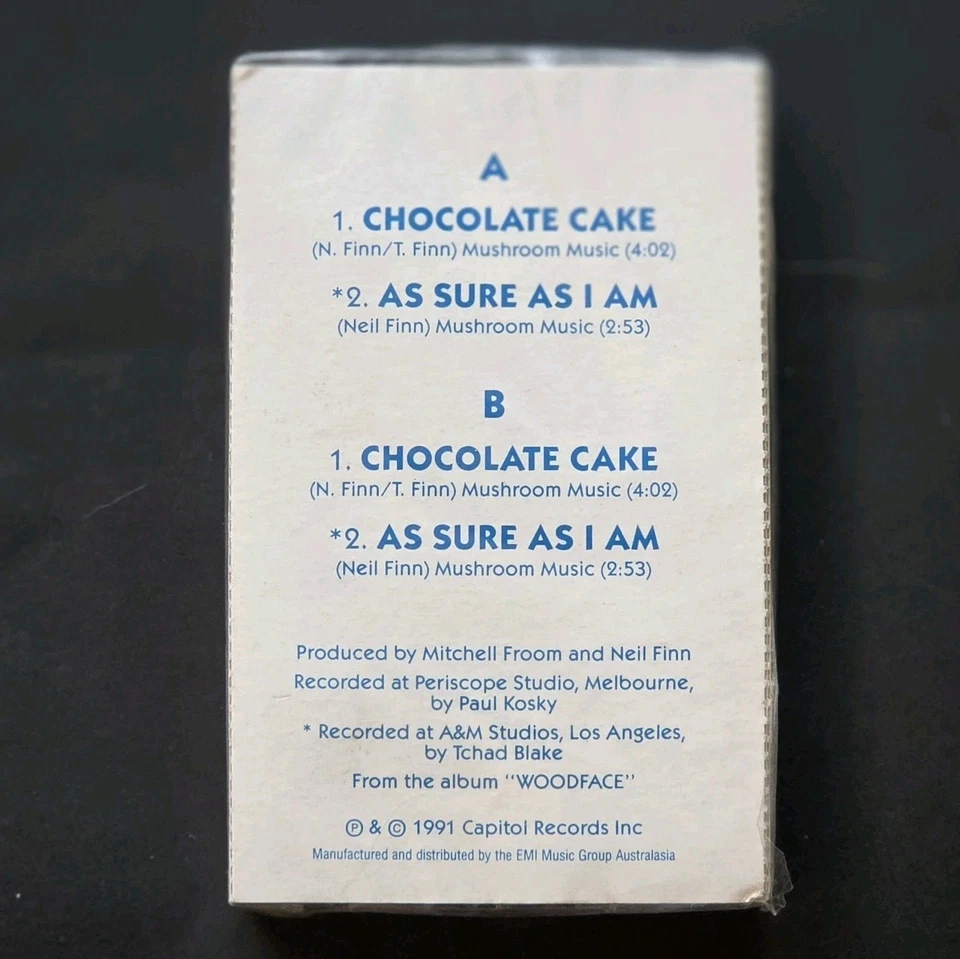 A
1. CHOCOLATE CAKE
(N. Finn/T. Finn) Mushroom Music (4:02)
*2. AS SURE AS I AM
(Neil Finn) Mushroom Music (2:53)
B
1. CHOCOLATE CAKE
(N. Finn/T. Finn) Mushroom Music (4:02)
*2. AS SURE AS I AM
(Neil Finn) Mushroom Music (2:53)
Produced by Mitchell Froom and Neil Finn
Recorded at Periscope Studio, Melbourne,
by Paul Kosky
* Recorded at A&M Studios, Los Angeles,
by Tchad Blake
From the album “WOODFACE”
℗ & © 1991 Capitol Records Inc
Manufactured and distributed by the EMI Music Group Australasia